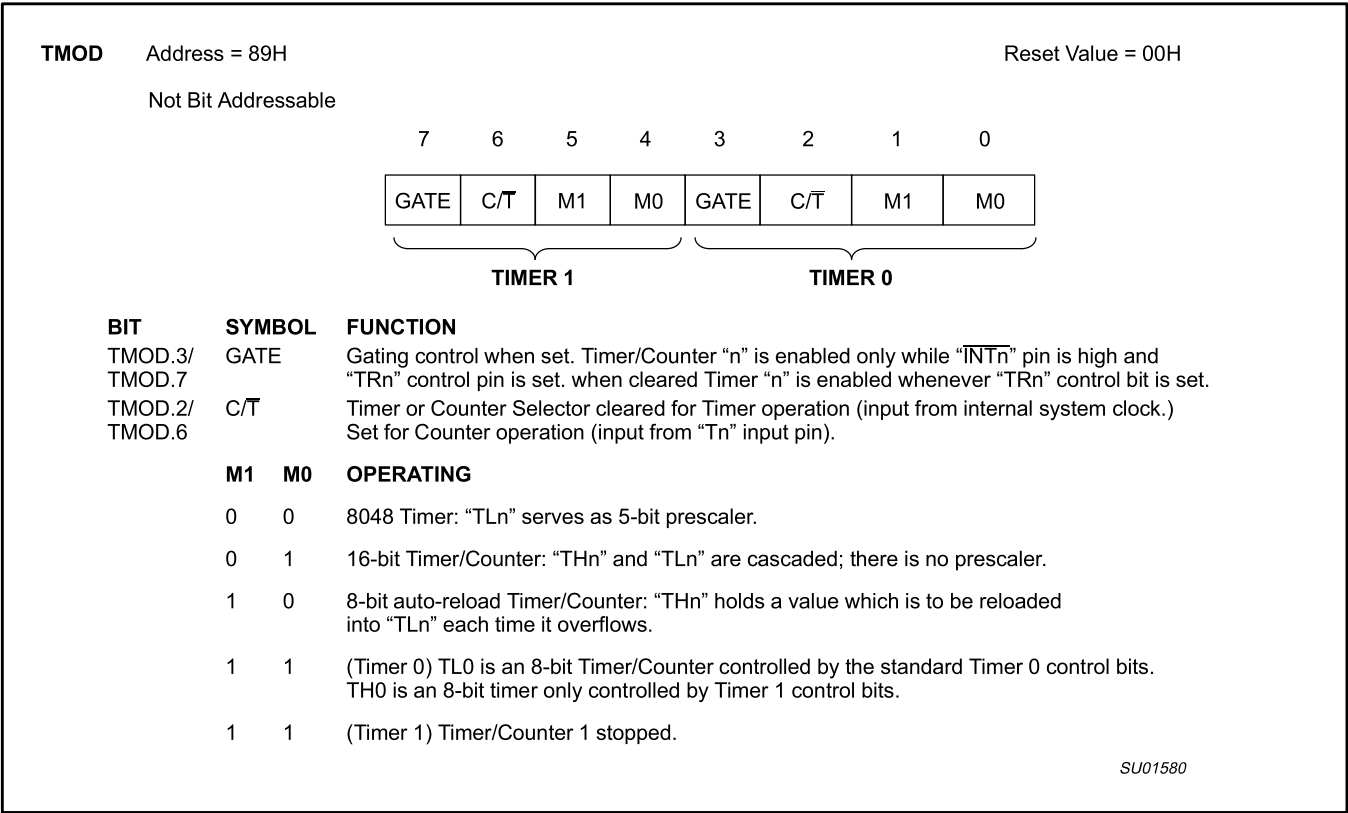 TMOD Address = 89H Reset Value = 00H
Not Bit Addressable
7 6 5 4 3 2 1 0
GATE C/T̅ M1 M0 GATE C/T̅ M1 M0
TIMER 1 TIMER 0
BIT SYMBOL FUNCTION
TMOD.3/ GATE Gating control when set. Timer/Counter “n” is enabled only while “I̅N̅T̅n̅” pin is high and
TMOD.7 “TRn” control pin is set. when cleared Timer “n” is enabled whenever “TRn” control bit is set.
TMOD.2/ C/T̅ Timer or Counter Selector cleared for Timer operation (input from internal system clock.)
TMOD.6 Set for Counter operation (input from “Tn” input pin).
M1 M0 OPERATING
0 0 8048 Timer: “TLn” serves as 5-bit prescaler.
0 1 16-bit Timer/Counter: “THn” and “TLn” are cascaded; there is no prescaler.
1 0 8-bit auto-reload Timer/Counter: “THn” holds a value which is to be reloaded
into “TLn” each time it overflows.
1 1 (Timer 0) TL0 is an 8-bit Timer/Counter controlled by the standard Timer 0 control bits.
TH0 is an 8-bit timer only controlled by Timer 1 control bits.
1 1 (Timer 1) Timer/Counter 1 stopped.
SU01580